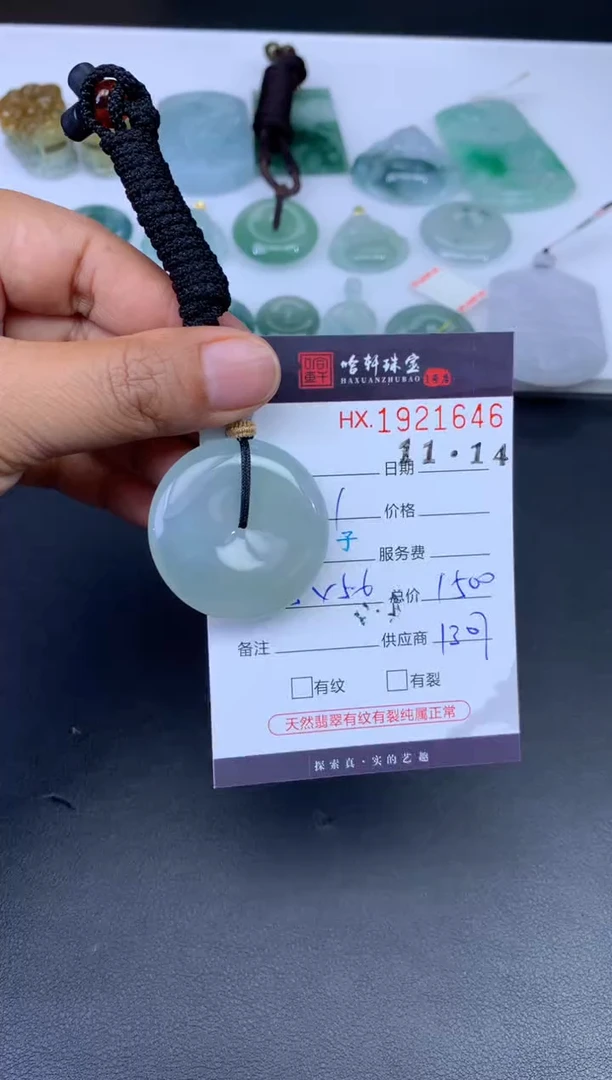 哈轩珠宝
HAXUANZHUBAO
HX.1921646
日期 11.14
价格
子 服务费
总价 1500
备注 供应商 1307
有纹 有裂
天然翡翠有纹有裂纯属正常
探索真·实的艺趣